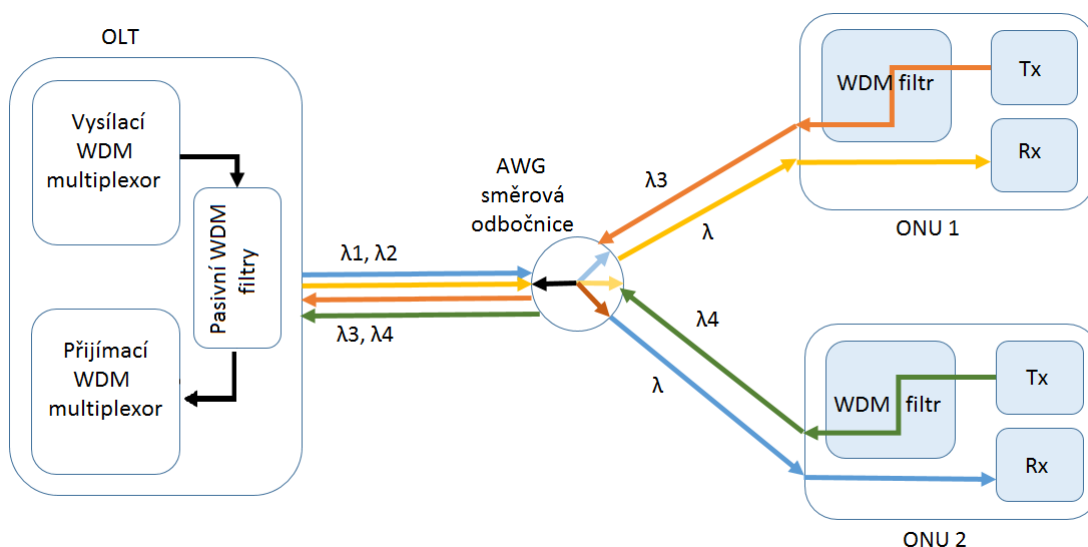 OLT
Vysílací
WDM
multiplexor
Pasivní WDM
filtry
Přijímací
WDM
multiplexor
λ1, λ2
λ3, λ4
AWG
směrová
odbočnice
λ3
λ
λ4
λ
WDM filtr
Tx
Rx
ONU 1
WDM filtr
Tx
Rx
ONU 2